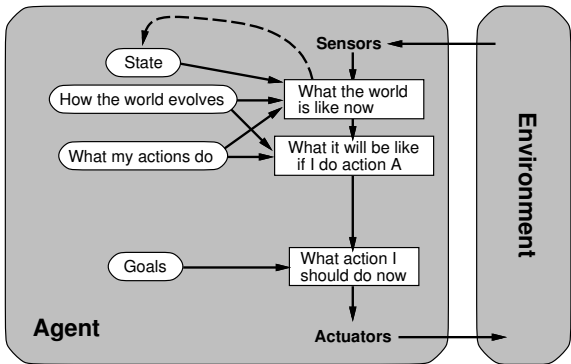 Sensors
State
What the world
is like now
How the world evolves
What my actions do
What it will be like
if I do action A
Goals
What action I
should do now
Agent
Actuators
Environment